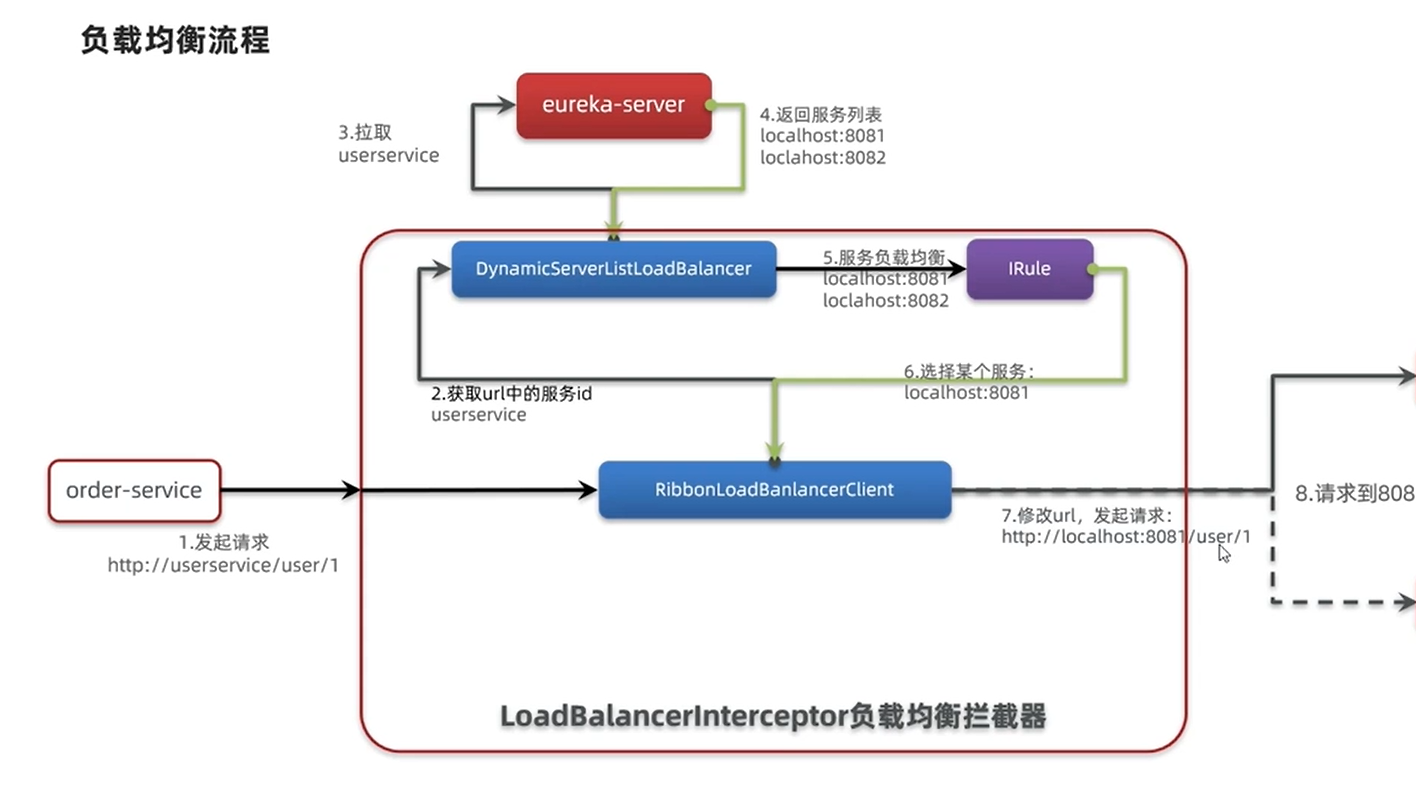 负载均衡流程
eureka-server
3.拉取
userservice
4.返回服务列表
localhost:8081
loclahost:8082
DynamicServerListLoadBalancer
5.服务负载均衡
localhost:8081
loclahost:8082
IRule
2.获取url中的服务id
userservice
6.选择某个服务：
localhost:8081
order-service
RibbonLoadBanlancerClient
1.发起请求
http://userservice/user/1
7.修改url，发起请求：
http://localhost:8081/user/1
8.请求到808
LoadBalancerInterceptor负载均衡拦截器